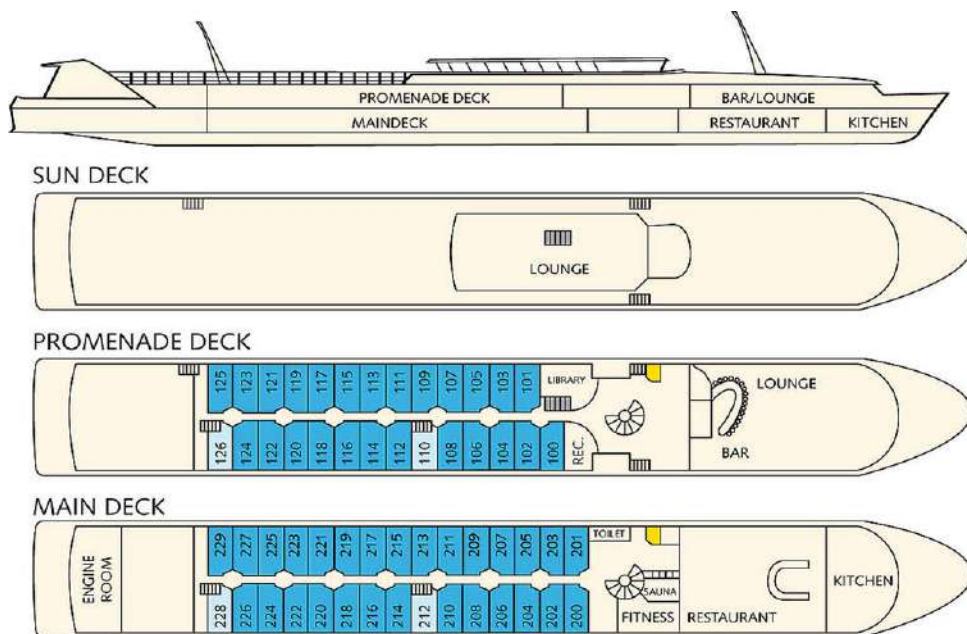 PROMENADE DECK BAR/LOUNGE
MAINDECK RESTAURANT KITCHEN
SUN DECK
LOUNGE
PROMENADE DECK
125 123 121 119 117 115 113 111 109 107 105 103 101 LIBRARY LOUNGE
126 124 122 120 118 116 114 112 110 108 106 104 102 100 REC. BAR
MAIN DECK
ENGINE ROOM
229 227 225 223 221 219 217 215 213 211 209 207 205 203 201 TOILET
SAUNA KITCHEN
228 226 224 222 220 218 216 214 212 210 208 206 204 202 200 FITNESS RESTAURANT